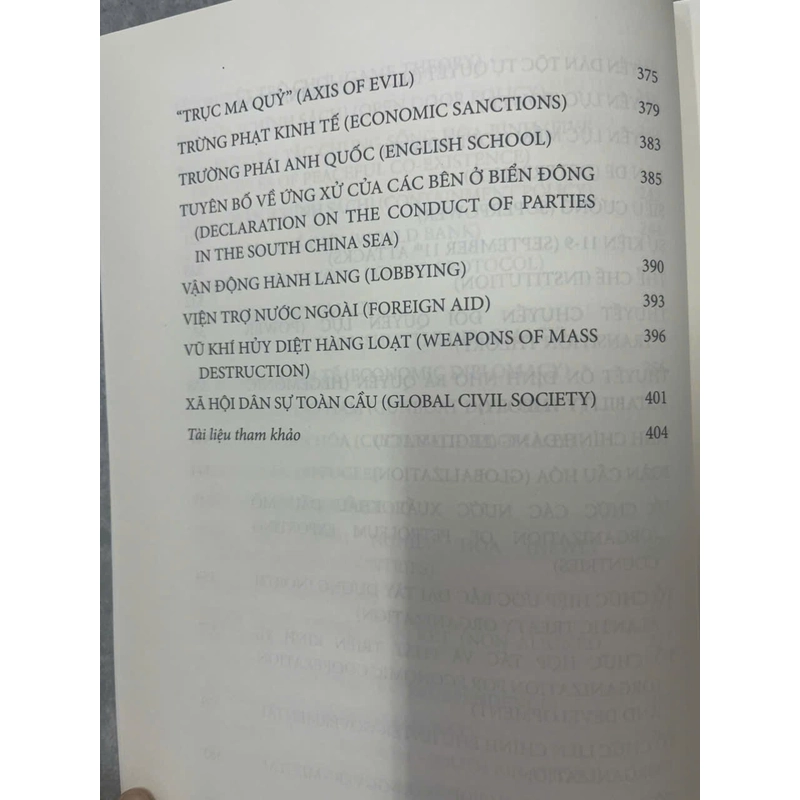 "TRỤC MA QUỶ" (AXIS OF EVIL) 375
TRỪNG PHẠT KINH TẾ (ECONOMIC SANCTIONS) 379
TRƯỜNG PHÁI ANH QUỐC (ENGLISH SCHOOL) 383
TUYÊN BỐ VỀ ỨNG XỬ CỦA CÁC BÊN Ở BIỂN ĐÔNG 385
(DECLARATION ON THE CONDUCT OF PARTIES
IN THE SOUTH CHINA SEA)
VẬN ĐỘNG HÀNH LANG (LOBBYING) 390
VIỆN TRỢ NƯỚC NGOÀI (FOREIGN AID) 393
VŨ KHÍ HỦY DIỆT HÀNG LOẠT (WEAPONS OF MASS 396
DESTRUCTION)
XÃ HỘI DÂN SỰ TOÀN CẦU (GLOBAL CIVIL SOCIETY) 401
Tài liệu tham khảo 404